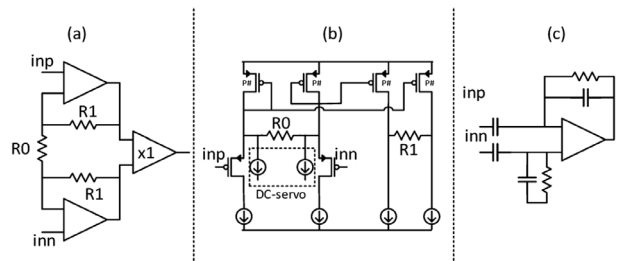 (a)
(b)
(c)
inp
R1
R0
x1
R1
inn
P#
P#
P#
P#
R0
R1
inp
inn
DC-servo
inp
inn